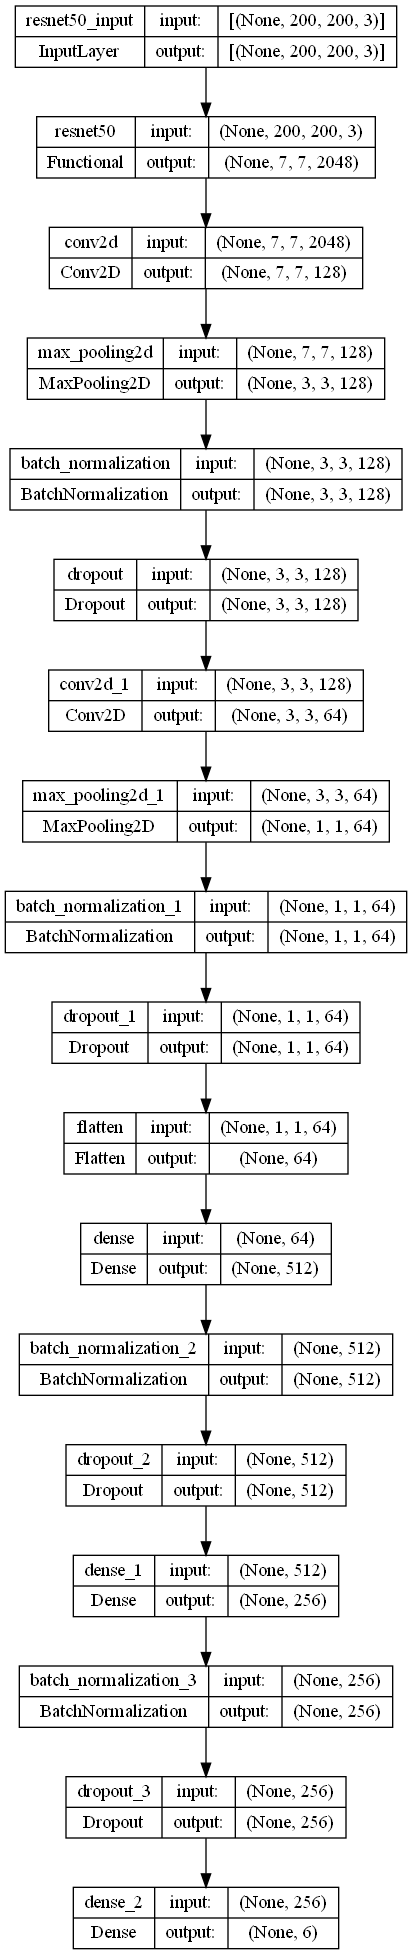 resnet50_input input: [(None, 200, 200, 3)]
InputLayer output: [(None, 200, 200, 3)]
resnet50 input: (None, 200, 200, 3)
Functional output: (None, 7, 7, 2048)
conv2d input: (None, 7, 7, 2048)
Conv2D output: (None, 7, 7, 128)
max_pooling2d input: (None, 7, 7, 128)
MaxPooling2D output: (None, 3, 3, 128)
batch_normalization input: (None, 3, 3, 128)
BatchNormalization output: (None, 3, 3, 128)
dropout input: (None, 3, 3, 128)
Dropout output: (None, 3, 3, 128)
conv2d_1 input: (None, 3, 3, 128)
Conv2D output: (None, 3, 3, 64)
max_pooling2d_1 input: (None, 3, 3, 64)
MaxPooling2D output: (None, 1, 1, 64)
batch_normalization_1 input: (None, 1, 1, 64)
BatchNormalization output: (None, 1, 1, 64)
dropout_1 input: (None, 1, 1, 64)
Dropout output: (None, 1, 1, 64)
flatten input: (None, 1, 1, 64)
Flatten output: (None, 64)
dense input: (None, 64)
Dense output: (None, 512)
batch_normalization_2 input: (None, 512)
BatchNormalization output: (None, 512)
dropout_2 input: (None, 512)
Dropout output: (None, 512)
dense_1 input: (None, 512)
Dense output: (None, 256)
batch_normalization_3 input: (None, 256)
BatchNormalization output: (None, 256)
dropout_3 input: (None, 256)
Dropout output: (None, 256)
dense_2 input: (None, 256)
Dense output: (None, 6)